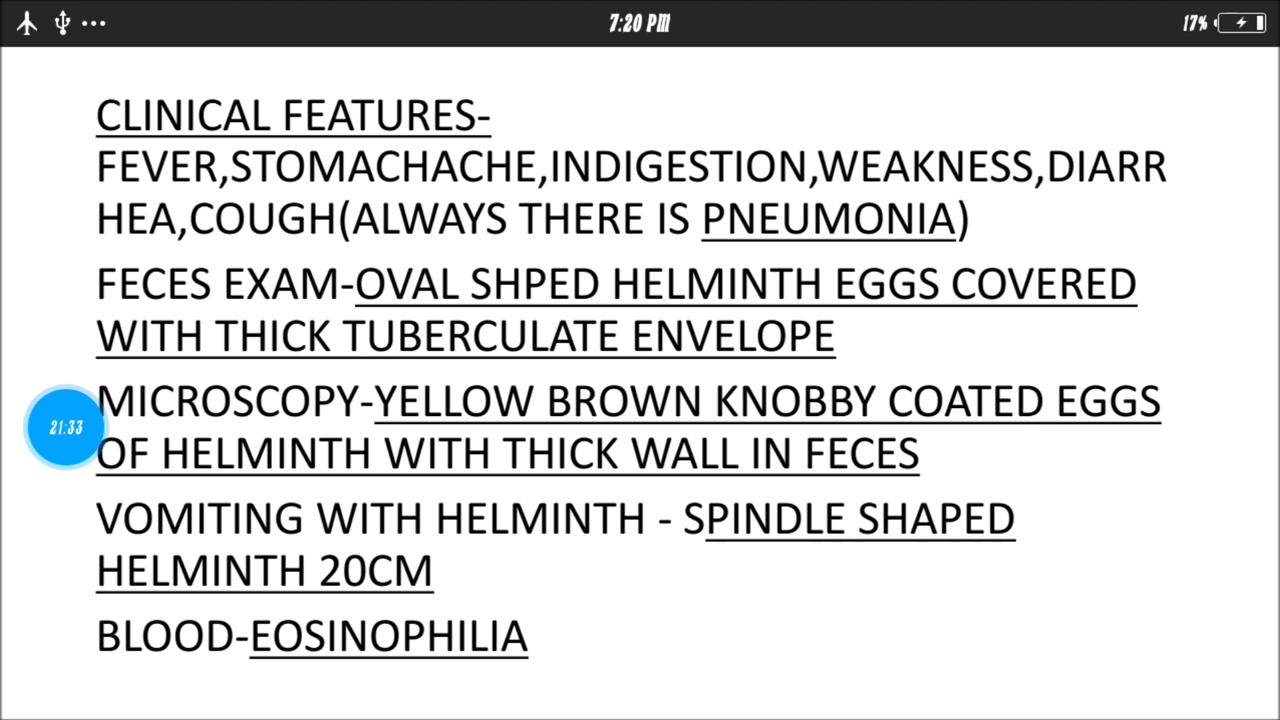 7:20 PM
17%
CLINICAL FEATURES-
FEVER,STOMACHACHE,INDIGESTION,WEAKNESS,DIARR
HEA,COUGH(ALWAYS THERE IS PNEUMONIA)
FECES EXAM-OVAL SHPED HELMINTH EGGS COVERED
WITH THICK TUBERCULATE ENVELOPE
MICROSCOPY-YELLOW BROWN KNOBBY COATED EGGS
21:33
OF HELMINTH WITH THICK WALL IN FECES
VOMITING WITH HELMINTH - SPINDLE SHAPED
HELMINTH 20CM
BLOOD-EOSINOPHILIA